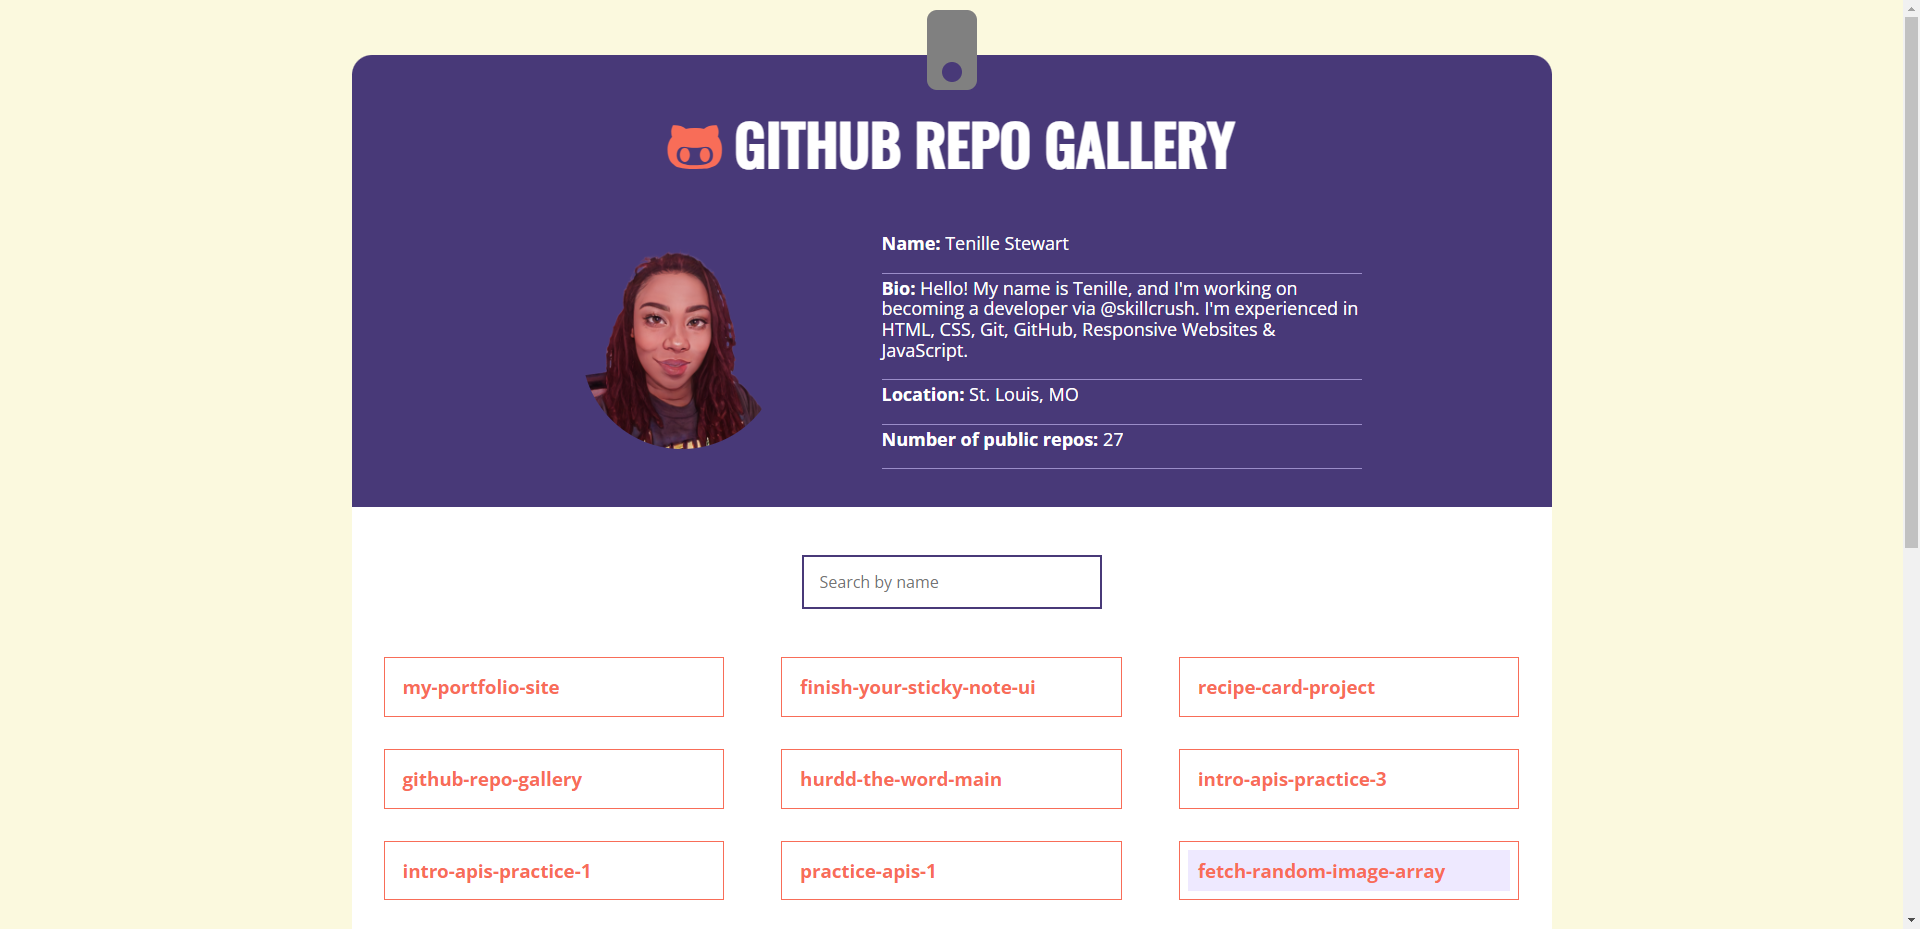 GITHUB REPO GALLERY
Name: Tenille Stewart
Bio: Hello! My name is Tenille, and I'm working on
becoming a developer via @skillcrush. I'm experienced in
HTML, CSS, Git, GitHub, Responsive Websites &
JavaScript.
Location: St. Louis, MO
Number of public repos: 27
Search by name
my-portfolio-site
finish-your-sticky-note-ui
recipe-card-project
github-repo-gallery
hurdd-the-word-main
intro-apis-practice-3
intro-apis-practice-1
practice-apis-1
fetch-random-image-array